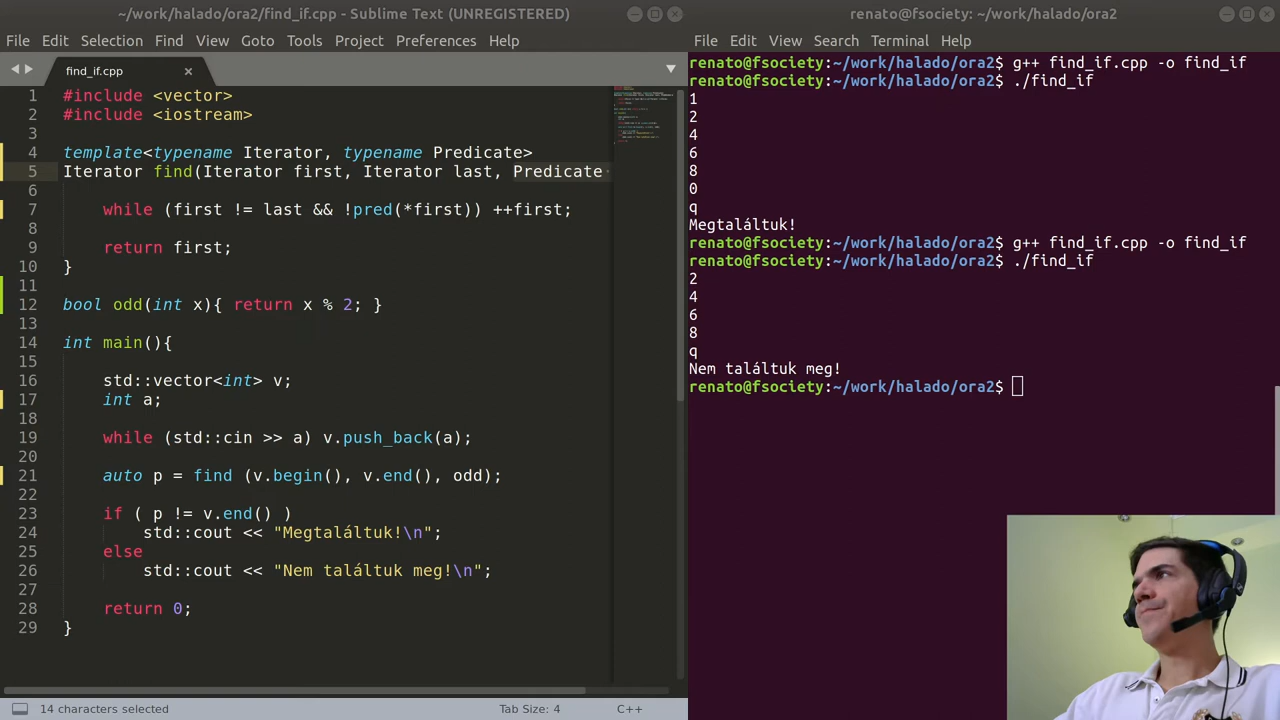 ~/work/halado/ora2/find_if.cpp - Sublime Text (UNREGISTERED)
File Edit Selection Find View Goto Tools Project Preferences Help
find_if.cpp
1 #include <vector>
2 #include <iostream>
3
4 template<typename Iterator, typename Predicate>
5 Iterator find(Iterator first, Iterator last, Predicate
6
7 while (first != last && !pred(*first)) ++first;
8
9 return first;
10 }
11
12 bool odd(int x){ return x % 2; }
13
14 int main(){
15
16 std::vector<int> v;
17 int a;
18
19 while (std::cin >> a) v.push_back(a);
20
21 auto p = find (v.begin(), v.end(), odd);
22
23 if ( p != v.end() )
24 std::cout << "Megtaláltuk!\n";
25 else
26 std::cout << "Nem találtuk meg!\n";
27
28 return 0;
29 }
14 characters selected
Tab Size: 4
C++
renato@fsociety: ~/work/halado/ora2
File Edit View Search Terminal Help
renato@fsociety:~/work/halado/ora2$ g++ find_if.cpp -o find_if
renato@fsociety:~/work/halado/ora2$ ./find_if
1
2
4
6
8
0
q
Megtaláltuk!
renato@fsociety:~/work/halado/ora2$ g++ find_if.cpp -o find_if
renato@fsociety:~/work/halado/ora2$ ./find_if
2
4
6
8
q
Nem találtuk meg!
renato@fsociety:~/work/halado/ora2$